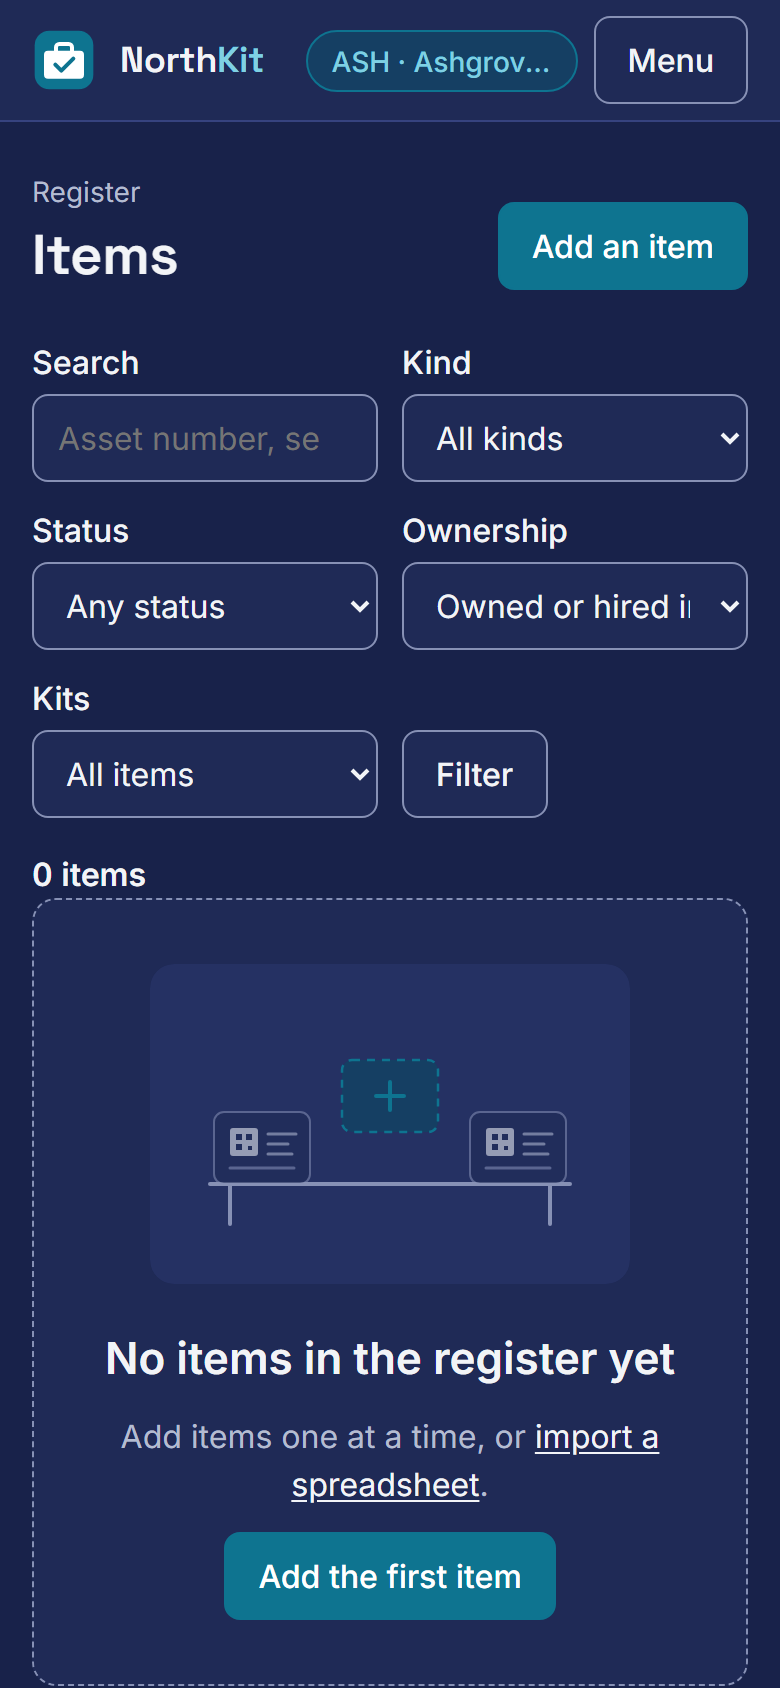 NorthKit
ASH · Ashgrov...
Menu
Register
Items
Add an item
Search
Kind
Asset number, se
All kinds
Status
Ownership
Any status
Owned or hired i
Kits
All items
Filter
0 items
No items in the register yet
Add items one at a time, or import a
spreadsheet.
Add the first item